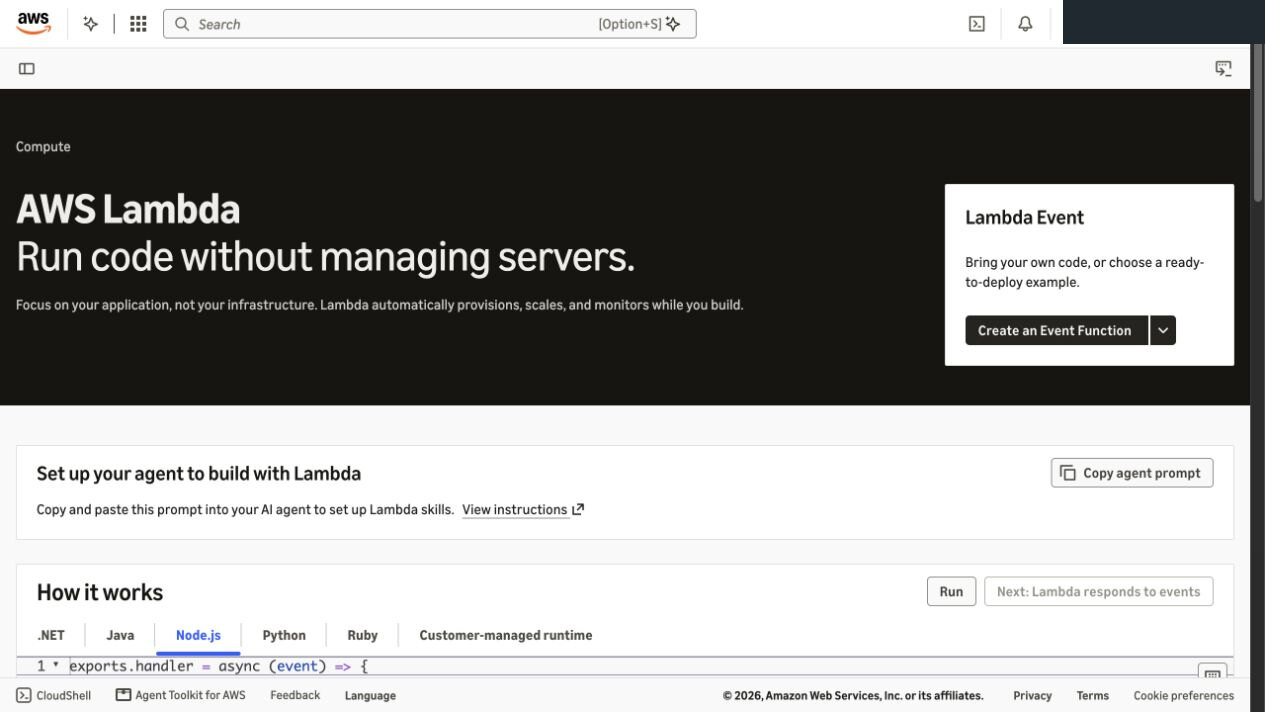 aws
Search
[Option+S]
Compute
AWS Lambda
Run code without managing servers.
Focus on your application, not your infrastructure. Lambda automatically provisions, scales, and monitors while you build.
Lambda Event
Bring your own code, or choose a ready-
to-deploy example.
Create an Event Function
Set up your agent to build with Lambda
Copy agent prompt
Copy and paste this prompt into your AI agent to set up Lambda skills. View instructions
How it works
Run
Next: Lambda responds to events
.NET
Java
Node.js
Python
Ruby
Customer-managed runtime
1 exports.handler = async (event) => {
CloudShell
Agent Toolkit for AWS
Feedback
Language
© 2026, Amazon Web Services, Inc. or its affiliates.
Privacy
Terms
Cookie preferences